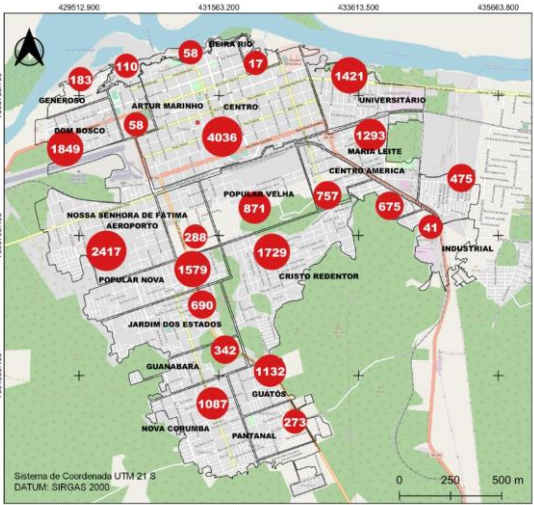 429512.900 431563.200 433613.500 435663.800
BEIRA RIO
58
17
110
183
1421
GENEROSO
UNIVERSITÁRIO
ARTUR MARINHO
CENTRO
58
DOM BOSCO
4036
1293
1849
MARIA LEITE
CENTRO AMERICA
475
POPULAR VELHA
757
871
675
NOSSA SENHORA DE FÁTIMA
AEROPORTO
41
288
2417
1729
INDUSTRIAL
1579
POPULAR NOVA
CRISTO REDENTOR
690
JARDIM DOS ESTADOS
342
GUANABARA
1132
GUATÓS
1087
273
NOVA CORUMBÁ
PANTANAL
Sistema de Coordenada UTM 21 S
DATUM: SIRGAS 2000
0 250 500 m